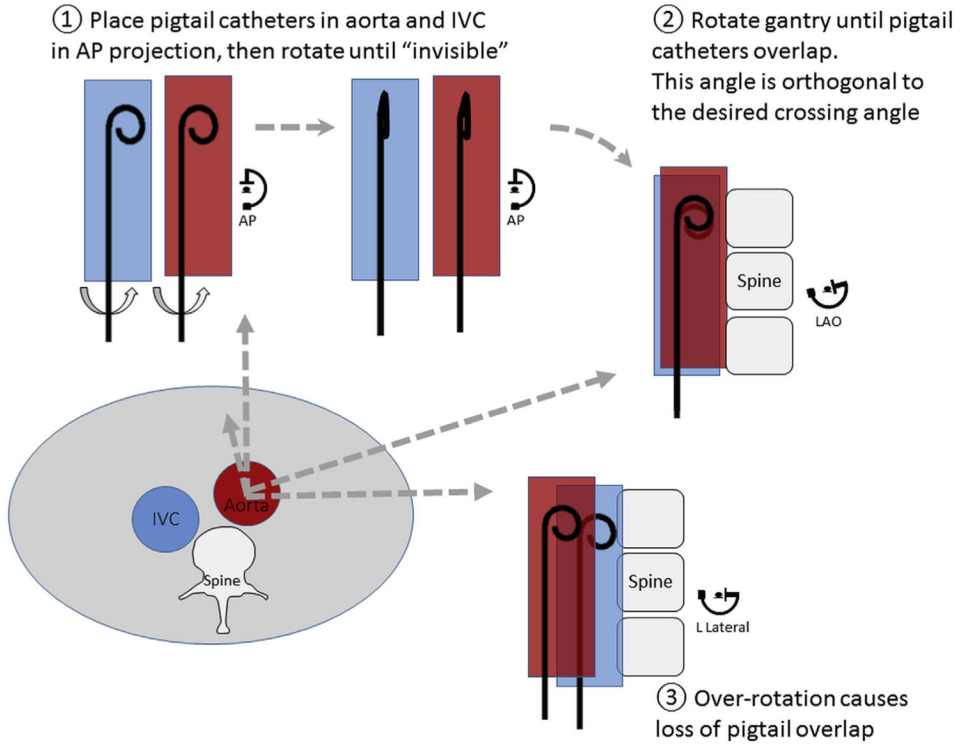 ① Place pigtail catheters in aorta and IVC
in AP projection, then rotate until “invisible”
② Rotate gantry until pigtail
catheters overlap.
This angle is orthogonal to
the desired crossing angle
AP
AP
Spine
LAO
IVC
Aorta
Spine
Spine
L Lateral
③ Over-rotation causes
loss of pigtail overlap